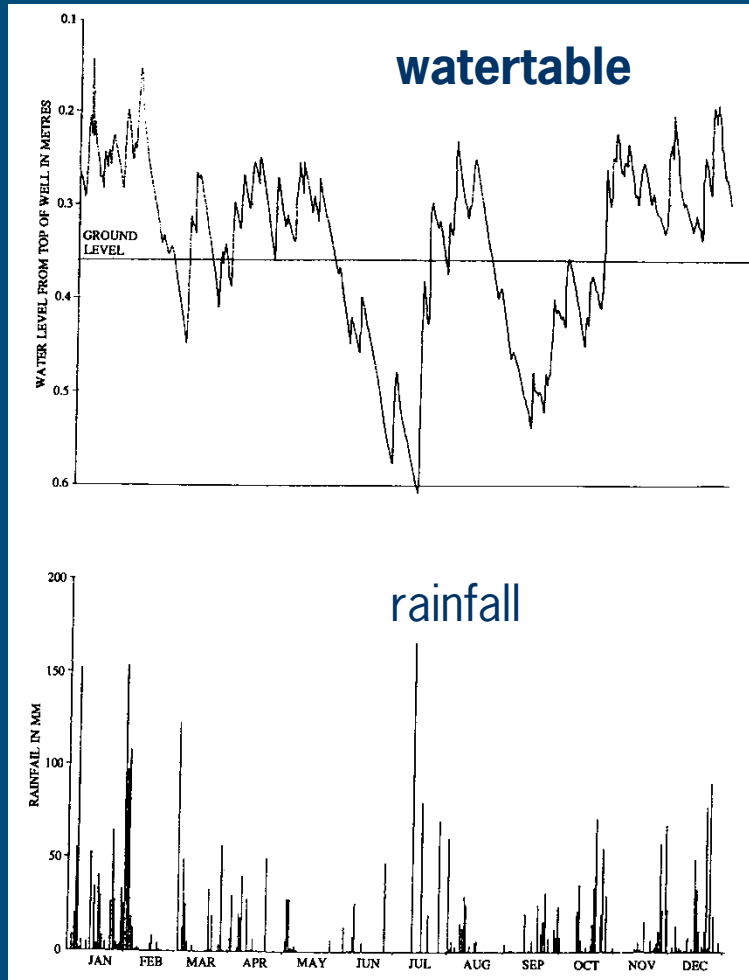 watertable
0.1
0.2
0.3
0.4
0.5
0.6
WATER LEVEL FROM TOP OF WELL IN METRES
GROUND
LEVEL
rainfall
200
150
100
50
0
RAINFAIL IN MM
JAN FEB MAR APR MAY JUN JUL AUG SEP OCT NOV DEC